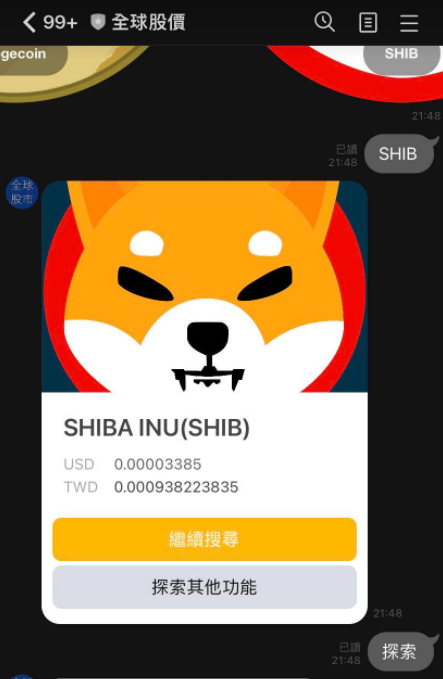 99+ 全球股價
gecoin
SHIB
21:48
已讀
21:48
SHIB
全球
股市
SHIBA INU(SHIB)
USD 0.00003385
TWD 0.000938223835
繼續搜尋
探索其他功能
21:48
已讀
21:48
探索